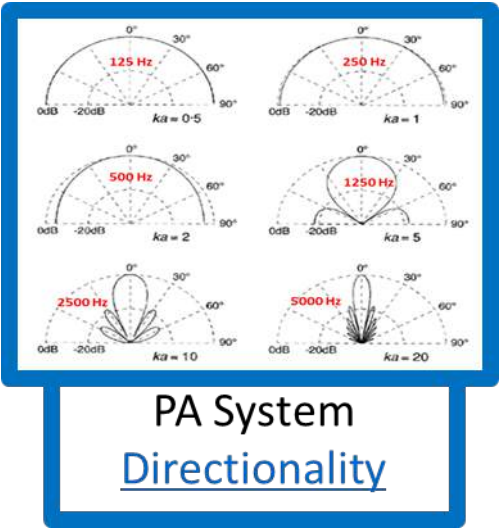 0° 0°
30° 30°
125 Hz 250 Hz
60° 60°
0dB -20dB 90° 0dB -20dB 90°
ka = 0·5 ka = 1
0° 0°
30° 30°
500 Hz 1250 Hz
60° 60°
0dB -20dB 90° 0dB -20dB 90°
ka = 2 ka = 5
0° 0°
30° 30°
2500 Hz 5000 Hz
60° 60°
0dB -20dB 90° 0dB -20dB 90°
ka = 10 ka = 20
PA System
Directionality